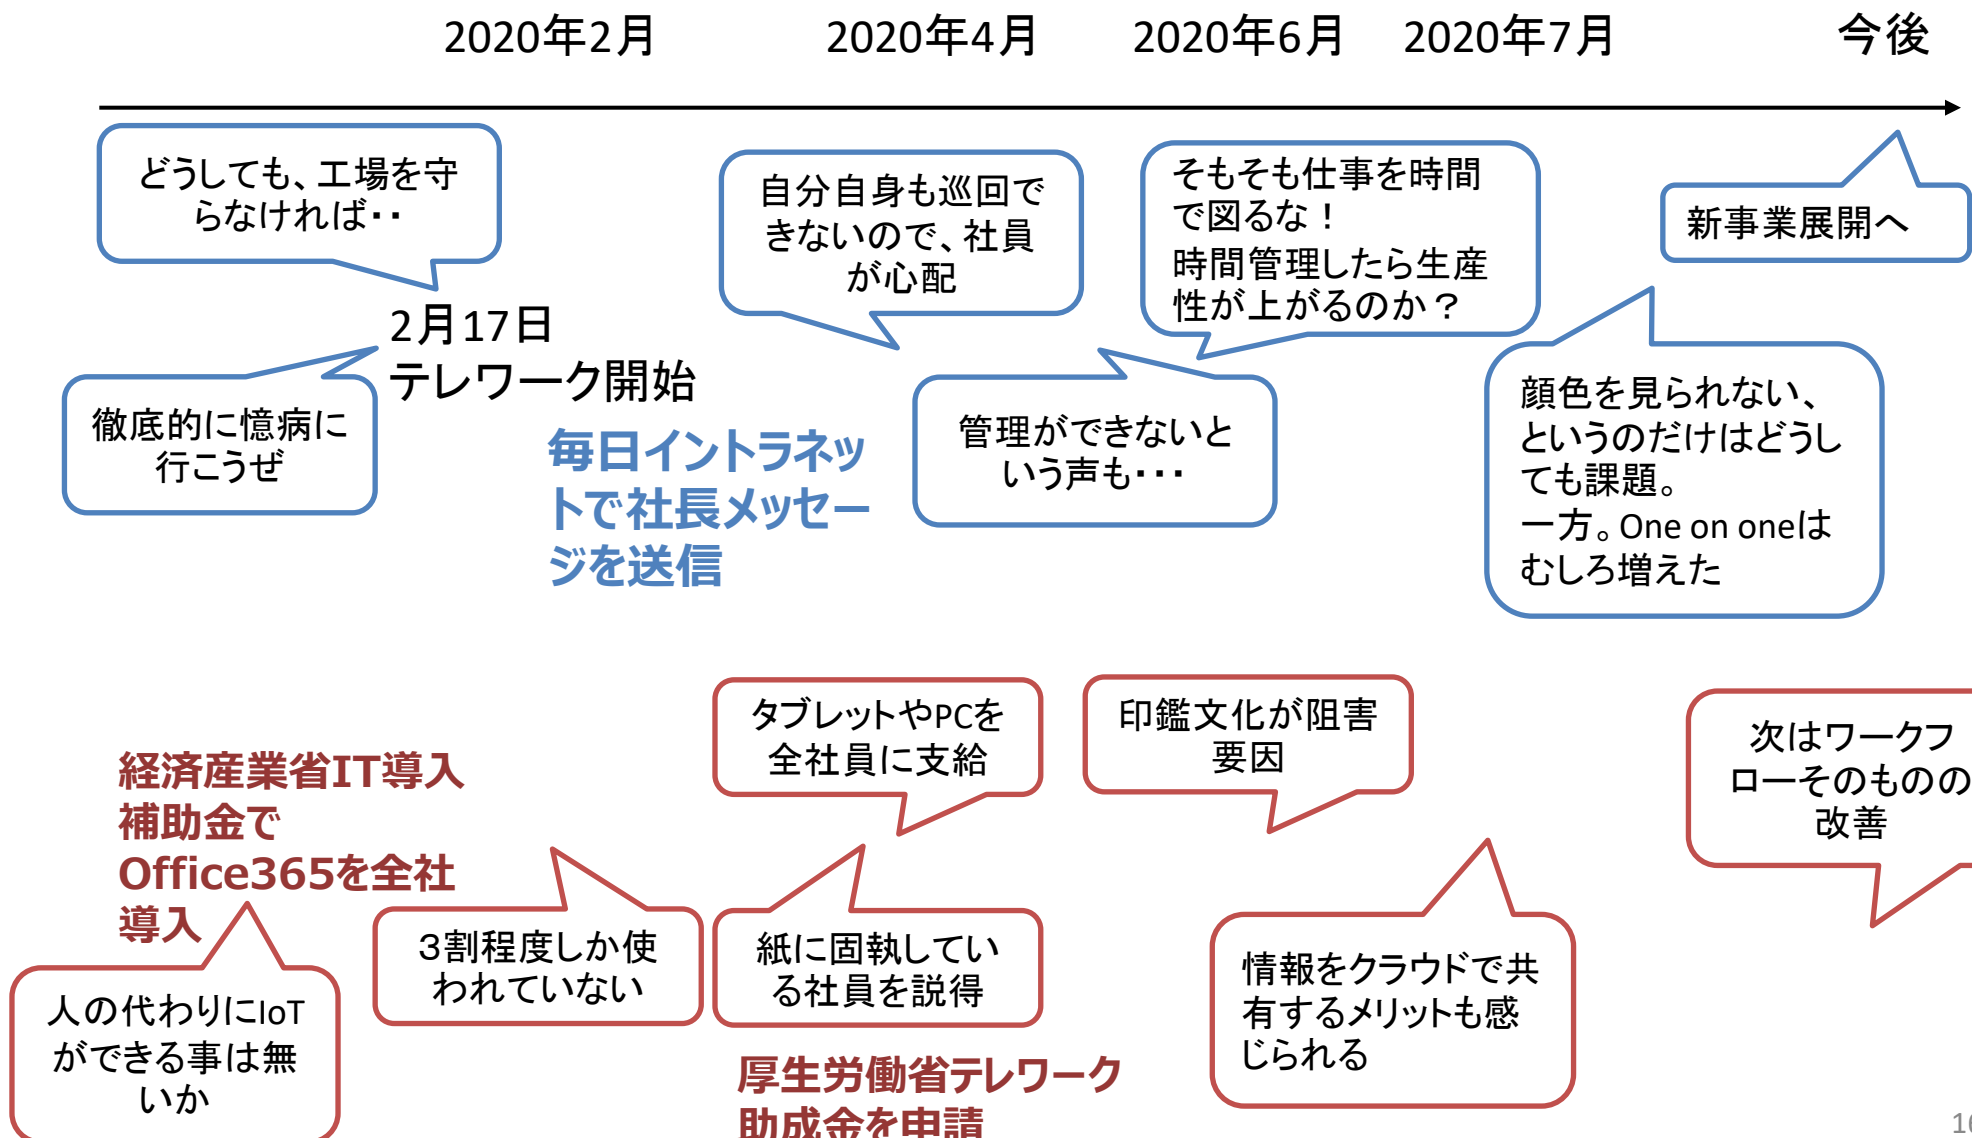 2020年2月
2020年4月
2020年6月
2020年7月
今後
どうしても、工場を守
らなければ・・
自分自身も巡回で
きないので、社員
が心配
そもそも仕事を時間
で図るな！
時間管理したら生産
性が上がるのか？
新事業展開へ
2月17日
テレワーク開始
徹底的に憶病に
行こうぜ
毎日イントラネッ
トで社長メッセー
ジを送信
管理ができないと
いう声も・・・
顔色を見られない、
というのだけはどうし
ても課題。
一方。One on oneは
むしろ増えた
タブレットやPCを
全社員に支給
印鑑文化が阻害
要因
次はワークフ
ローそのものの
改善
経済産業省IT導入
補助金で
Office365を全社
導入
３割程度しか使
われていない
紙に固執してい
る社員を説得
情報をクラウドで共
有するメリットも感
じられる
人の代わりにIoT
ができる事は無
いか
厚生労働省テレワーク
助成金を申請
16